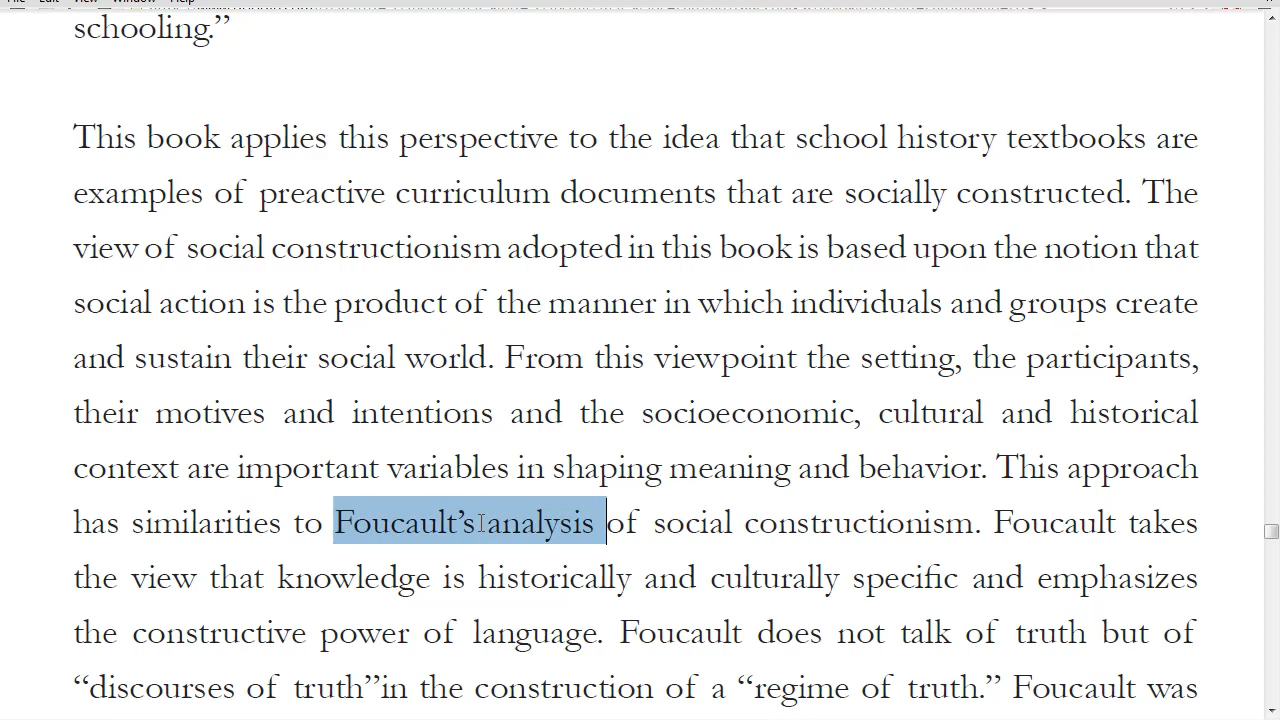 File Edit View Window Help
schooling.”
This book applies this perspective to the idea that school history textbooks are
examples of preactive curriculum documents that are socially constructed. The
view of social constructionism adopted in this book is based upon the notion that
social action is the product of the manner in which individuals and groups create
and sustain their social world. From this viewpoint the setting, the participants,
their motives and intentions and the socioeconomic, cultural and historical
context are important variables in shaping meaning and behavior. This approach
has similarities to Foucault’s analysis of social constructionism. Foucault takes
the view that knowledge is historically and culturally specific and emphasizes
the constructive power of language. Foucault does not talk of truth but of
“discourses of truth”in the construction of a “regime of truth.” Foucault was